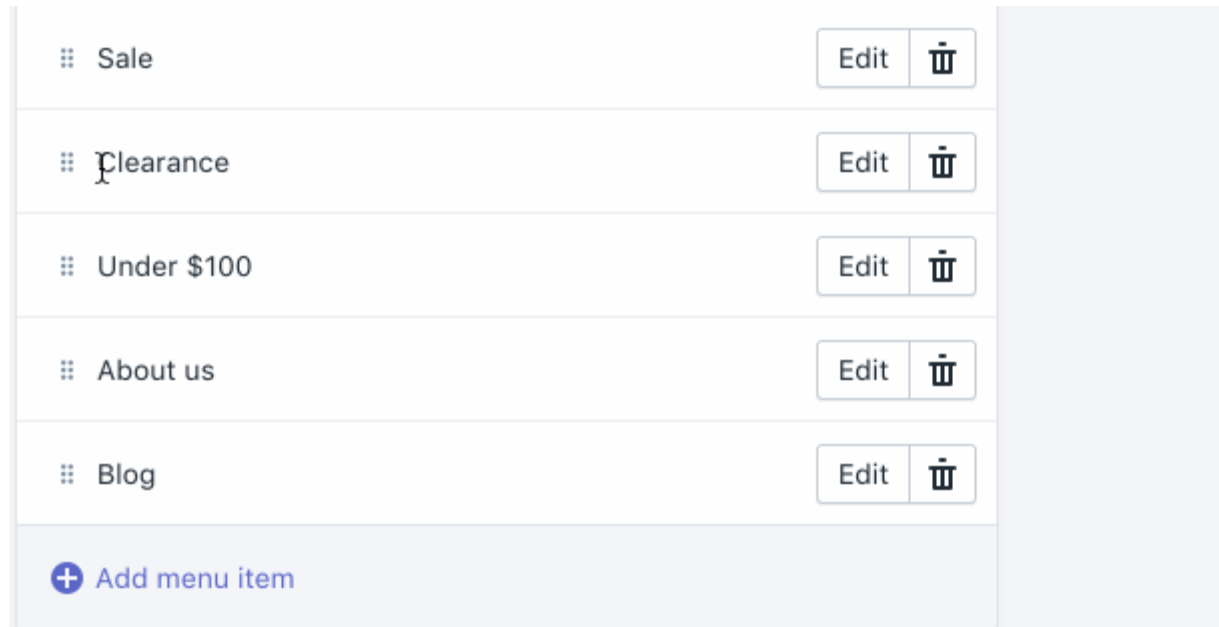 Sale Edit
Clearance Edit
Under $100 Edit
About us Edit
Blog Edit
Add menu item